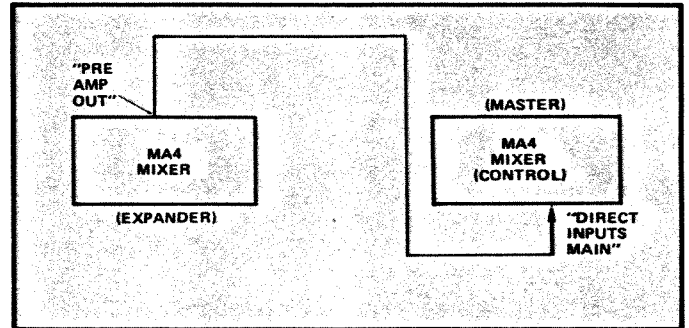 "PRE
AMP
OUT"
MA4
MIXER
(EXPANDER)
(MASTER)
MA4
MIXER
(CONTROL)
"DIRECT
INPUTS
MAIN"